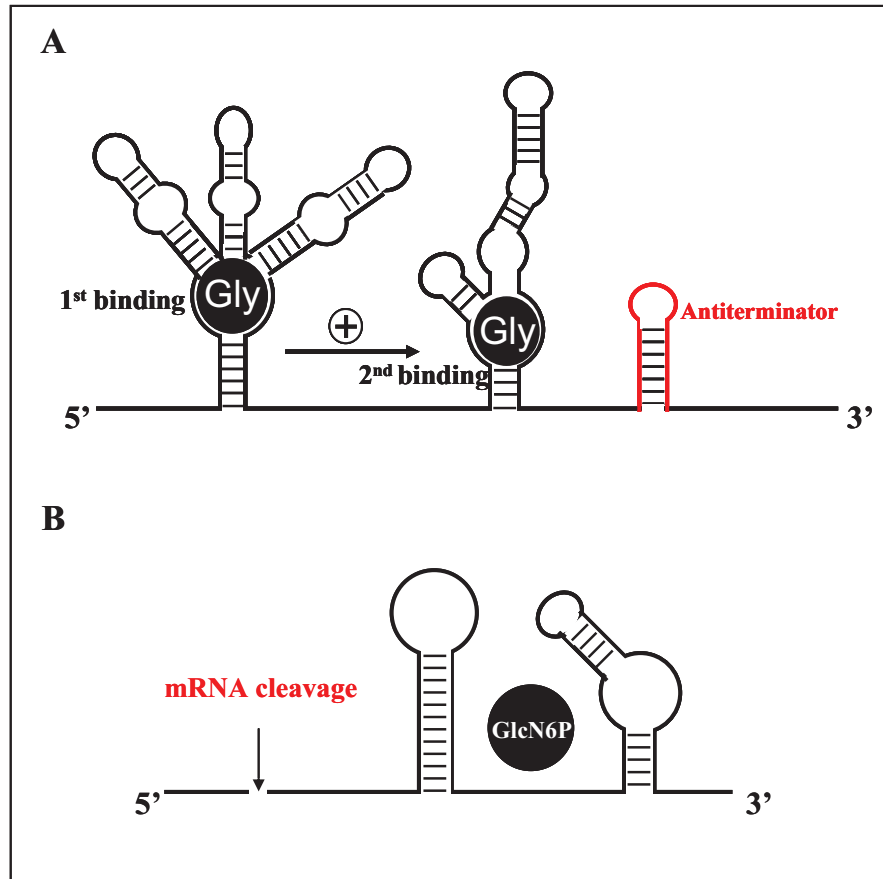 A
1st binding
Gly
+
2nd binding
Gly
Antiterminator
5’
3’
B
mRNA cleavage
GlcN6P
5’
3’